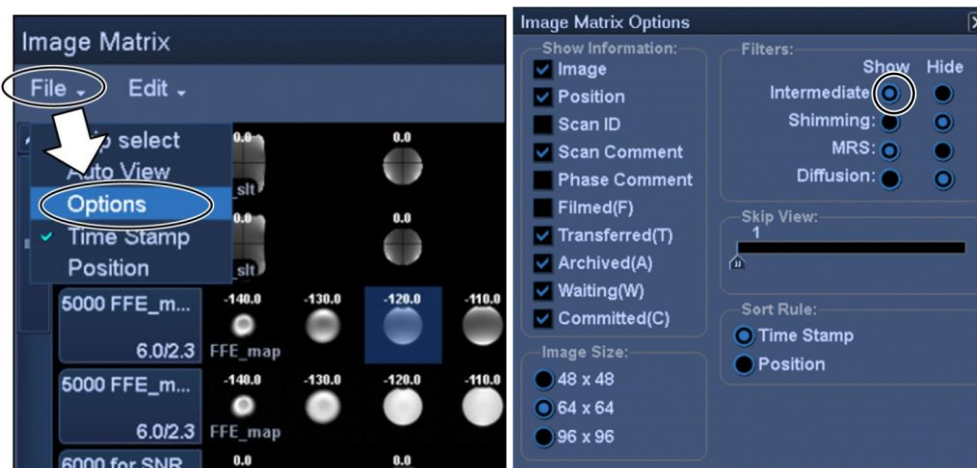 Image Matrix
File Edit
select
Auto View
Options
Time Stamp
Position
0.0 0.0
_slt
0.0 0.0
_slt
5000 FFE_m...
6.0/2.3
-140.0 -130.0 -120.0 -110.0
FFE_map
5000 FFE_m...
6.0/2.3
-140.0 -130.0 -120.0 -110.0
FFE_map
6000 for SNR
0.0 0.0
Image Matrix Options
Show Information:
Image
Position
Scan ID
Scan Comment
Phase Comment
Filmed(F)
Transferred(T)
Archived(A)
Waiting(W)
Committed(C)
Image Size:
48 x 48
64 x 64
96 x 96
Filters:
Show Hide
Intermediate:
Shimming:
MRS:
Diffusion:
Skip View:
1
Sort Rule:
Time Stamp
Position